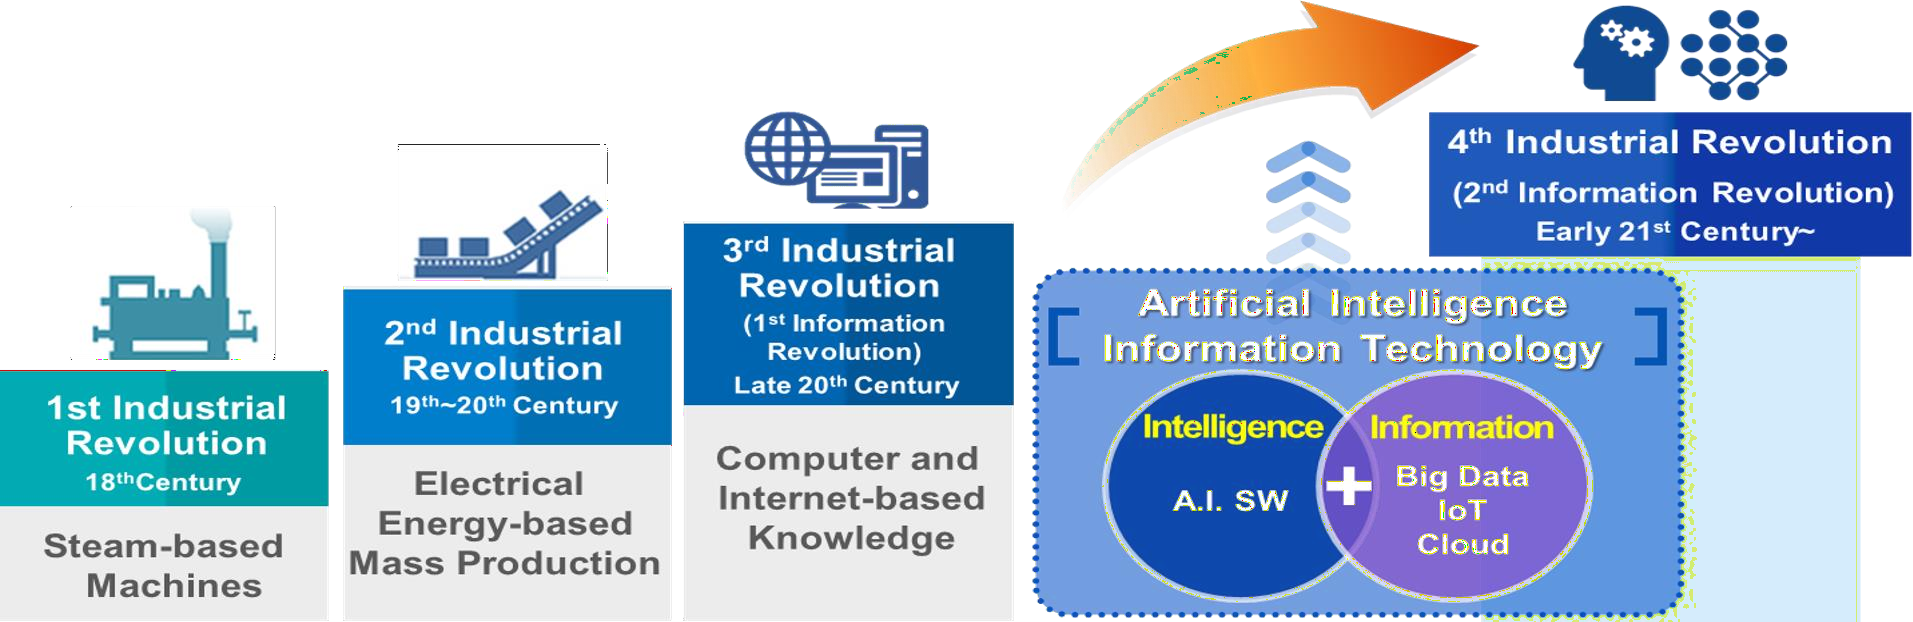 1st Industrial
Revolution
18thCentury
Steam-based
Machines
2nd Industrial
Revolution
19th~20th Century
Electrical
Energy-based
Mass Production
3rd Industrial
Revolution
(1st Information
Revolution)
Late 20th Century
Computer and
Internet-based
Knowledge
4th Industrial Revolution
(2nd Information Revolution)
Early 21st Century~
Artificial Intelligence
Information Technology
Intelligence
A.I. SW
+
Information
Big Data
IoT
Cloud